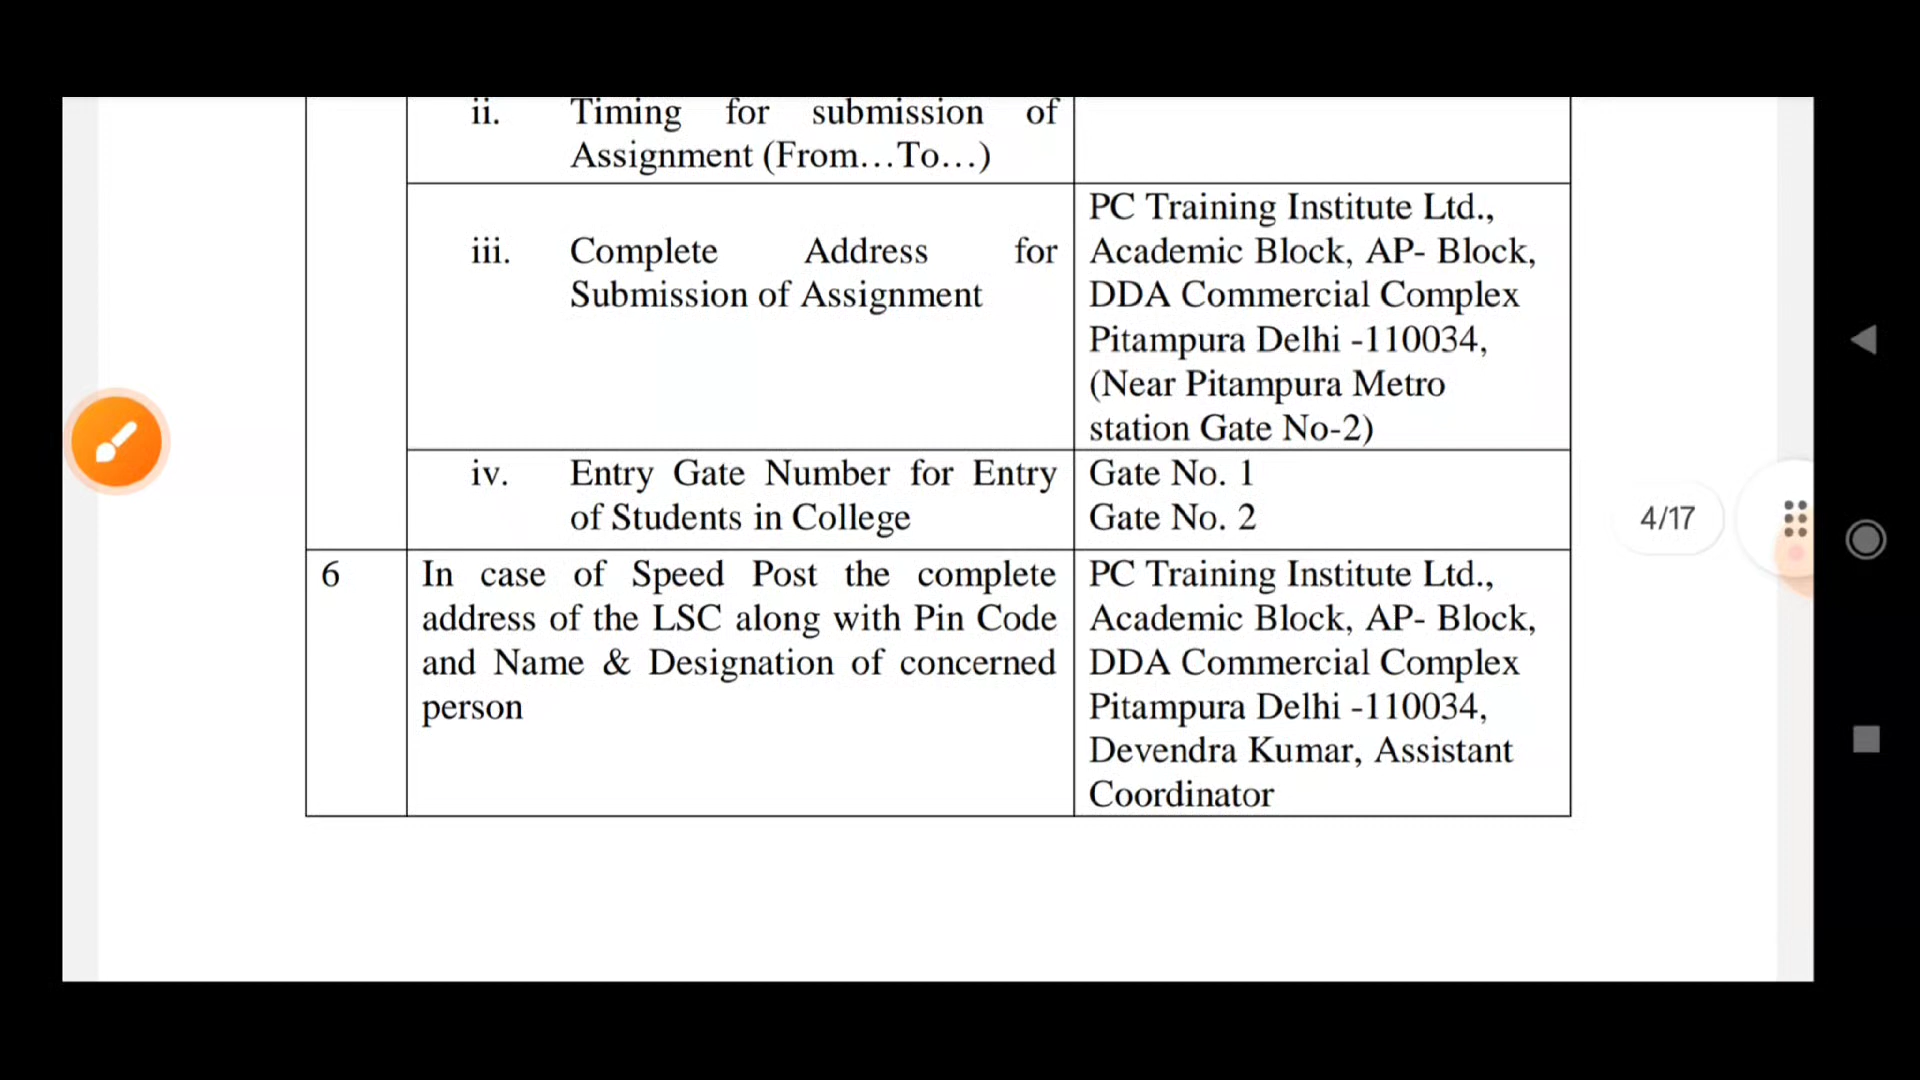 ii. Timing for submission of
Assignment (From…To…)
iii. Complete Address for
Submission of Assignment
PC Training Institute Ltd.,
Academic Block, AP- Block,
DDA Commercial Complex
Pitampura Delhi -110034,
(Near Pitampura Metro
station Gate No-2)
iv. Entry Gate Number for Entry
of Students in College
Gate No. 1
Gate No. 2
6
In case of Speed Post the complete
address of the LSC along with Pin Code
and Name & Designation of concerned
person
PC Training Institute Ltd.,
Academic Block, AP- Block,
DDA Commercial Complex
Pitampura Delhi -110034,
Devendra Kumar, Assistant
Coordinator
4/17